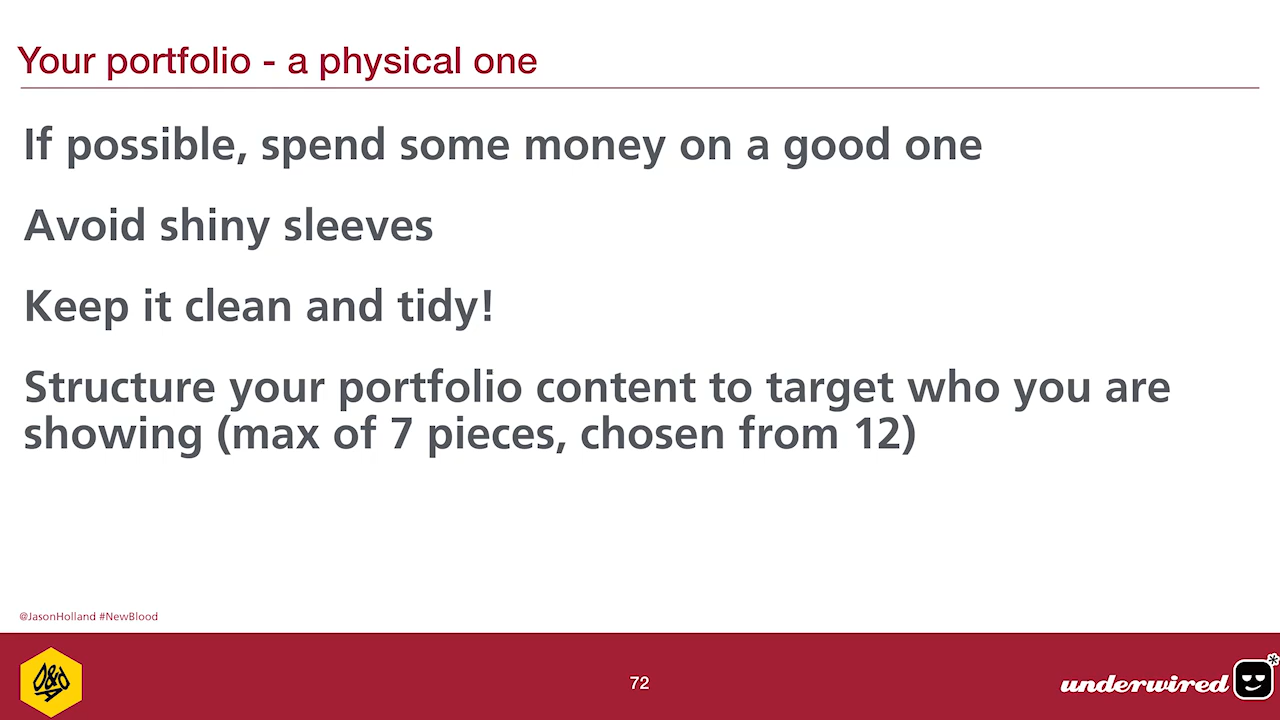 Your portfolio - a physical one
If possible, spend some money on a good one
Avoid shiny sleeves
Keep it clean and tidy!
Structure your portfolio content to target who you are
showing (max of 7 pieces, chosen from 12)
@JasonHolland #NewBlood
D&AD
72
underwired